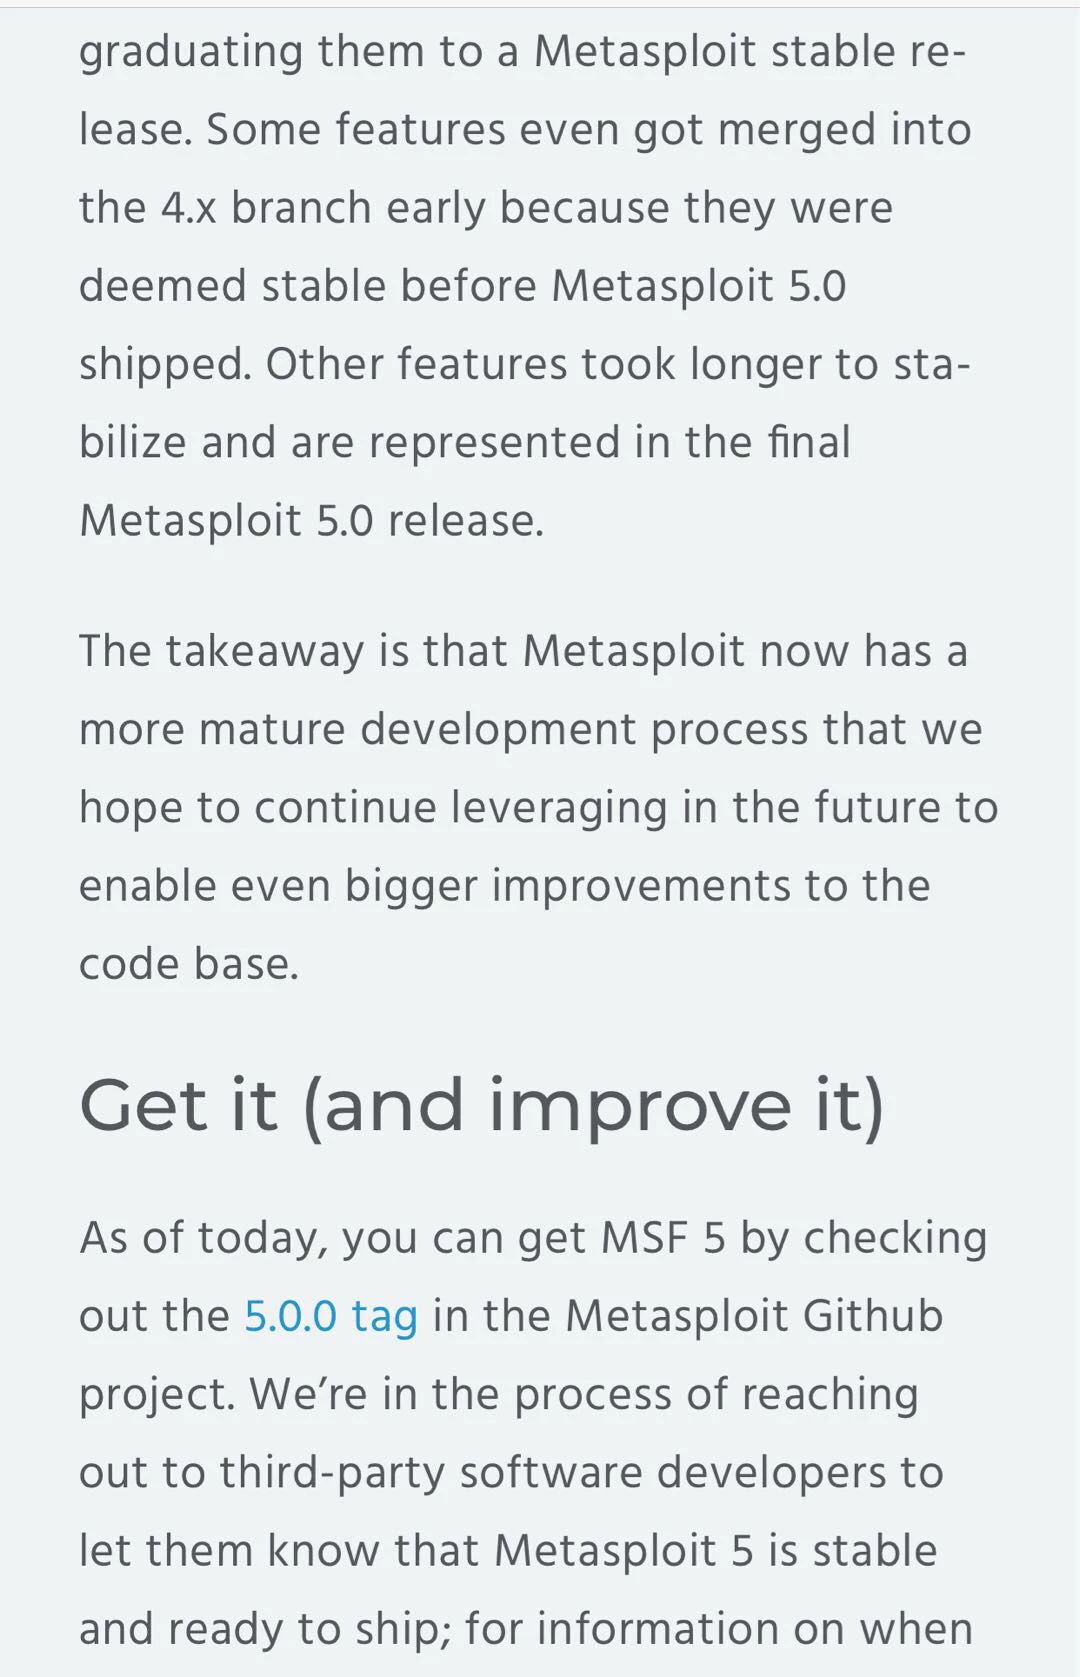 graduating them to a Metasploit stable re-
lease. Some features even got merged into
the 4.x branch early because they were
deemed stable before Metasploit 5.0
shipped. Other features took longer to sta-
bilize and are represented in the final
Metasploit 5.0 release.
The takeaway is that Metasploit now has a
more mature development process that we
hope to continue leveraging in the future to
enable even bigger improvements to the
code base.
Get it (and improve it)
As of today, you can get MSF 5 by checking
out the 5.0.0 tag in the Metasploit Github
project. We’re in the process of reaching
out to third-party software developers to
let them know that Metasploit 5 is stable
and ready to ship; for information on when